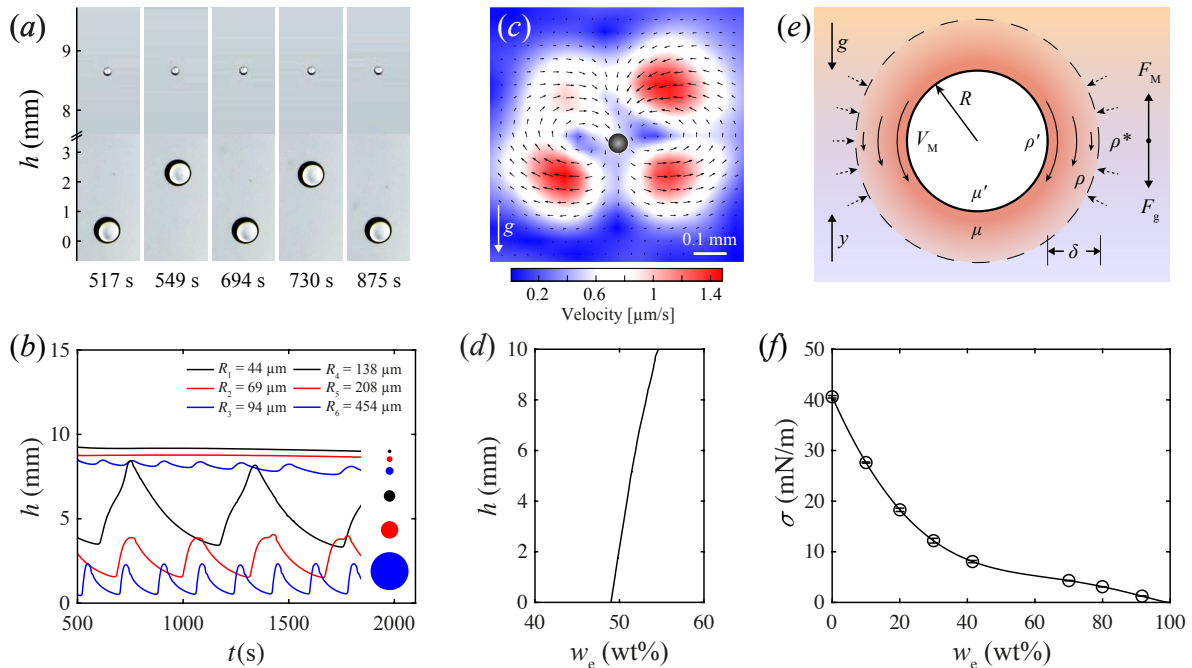 (a)
h (mm)
9
8
3
2
1
0
517 s 549 s 694 s 730 s 875 s
(b)
h (mm)
15
10
5
0
R₁ = 44 µm R₄ = 138 µm
R₂ = 69 µm R₅ = 208 µm
R₃ = 94 µm R₆ = 454 µm
500 1000 1500 2000
t(s)
(c)
g
0.1 mm
0.2 0.6 1 1.4
Velocity [µm/s]
(d)
h (mm)
10
8
6
4
2
0
40 50 60
wₑ (wt%)
(e)
g
F_M
R
V_M ρ′ ρ*
ρ
μ′
F_g
y
μ
δ
(f)
σ (mN/m)
50
40
30
20
10
0
0 20 40 60 80 100
wₑ (wt%)